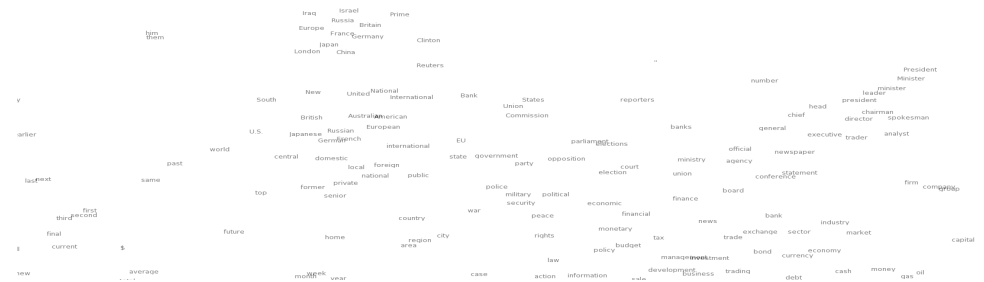 Iraq Israel Prime
Russia
Europe Britain
him France
them Germany
Japan Clinton
London China
Reuters
President
number Minister
New National minister
United International Bank leader
South States reporters president
Union head
British Australian American Commission chief chairman
European banks director spokesman
U.S. Japanese Russian general executive trader analyst
German French EU parliament elections
world international official newspaper
central domestic state government opposition ministry agency
past local foreign party court
national public election union conference statement
last next same private firm
former police board company group
top senior military political finance
security economic
first war peace financial bank
third second country news industry
final future home region city rights monetary exchange sector market capital
area tax trade
current $ policy budget bond economy
law management investment currency
average week case development trading cash money oil
month year action information business debt gas
sale